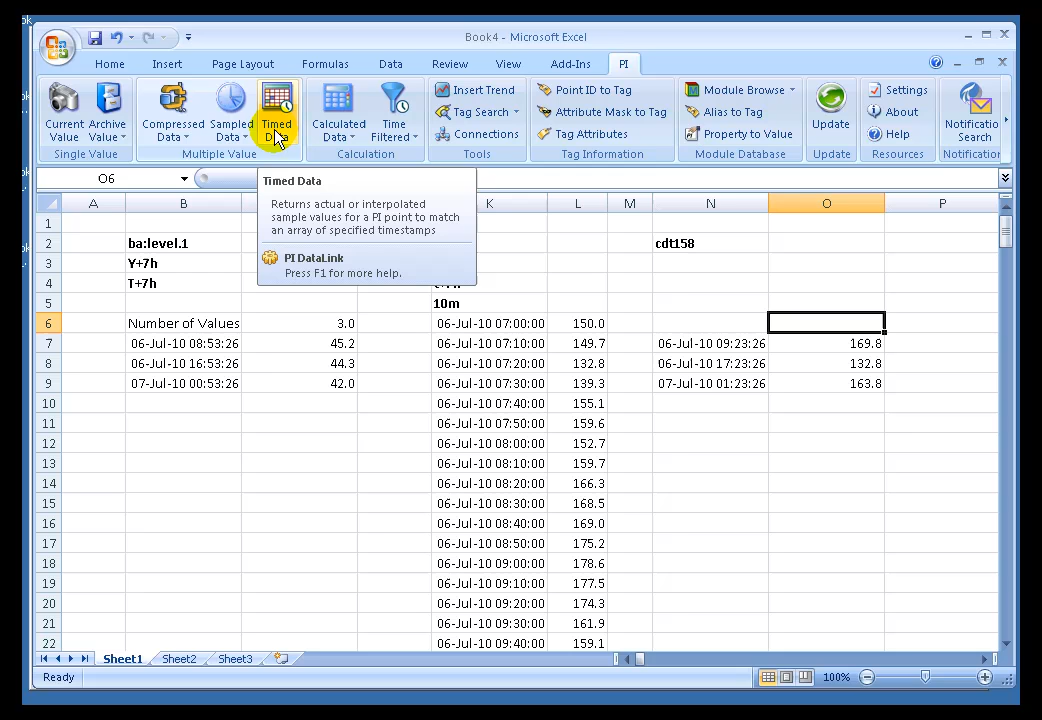 Book4 - Microsoft Excel
Home Insert Page Layout Formulas Data Review View Add-Ins PI
Current Value
Archive Value
Single Value
Compressed Data
Sampled Data
Timed Data
Multiple Value
Calculated Data
Time Filtered
Calculation
Insert Trend
Tag Search
Connections
Tools
Point ID to Tag
Attribute Mask to Tag
Tag Attributes
Tag Information
Module Browse
Alias to Tag
Property to Value
Module Database
Update
Update
Settings
About
Help
Resources
Notificatio
Search
Notification
O6
Timed Data
Returns actual or interpolated
sample values for a PI point to match
an array of specified timestamps
PI DataLink
Press F1 for more help.
A B K L M N O P
1
2 ba:level.1 cdt158
3 Y+7h
4 T+7h
5 10m
6 Number of Values 3.0 06-Jul-10 07:00:00 150.0
7 06-Jul-10 08:53:26 45.2 06-Jul-10 07:10:00 149.7 06-Jul-10 09:23:26 169.8
8 06-Jul-10 16:53:26 44.3 06-Jul-10 07:20:00 132.8 06-Jul-10 17:23:26 132.8
9 07-Jul-10 00:53:26 42.0 06-Jul-10 07:30:00 139.3 07-Jul-10 01:23:26 163.8
10 06-Jul-10 07:40:00 155.1
11 06-Jul-10 07:50:00 159.6
12 06-Jul-10 08:00:00 152.7
13 06-Jul-10 08:10:00 159.7
14 06-Jul-10 08:20:00 166.3
15 06-Jul-10 08:30:00 168.5
16 06-Jul-10 08:40:00 169.0
17 06-Jul-10 08:50:00 175.2
18 06-Jul-10 09:00:00 178.6
19 06-Jul-10 09:10:00 177.5
20 06-Jul-10 09:20:00 174.3
21 06-Jul-10 09:30:00 161.9
22 06-Jul-10 09:40:00 159.1
Sheet1 Sheet2 Sheet3
Ready 100%